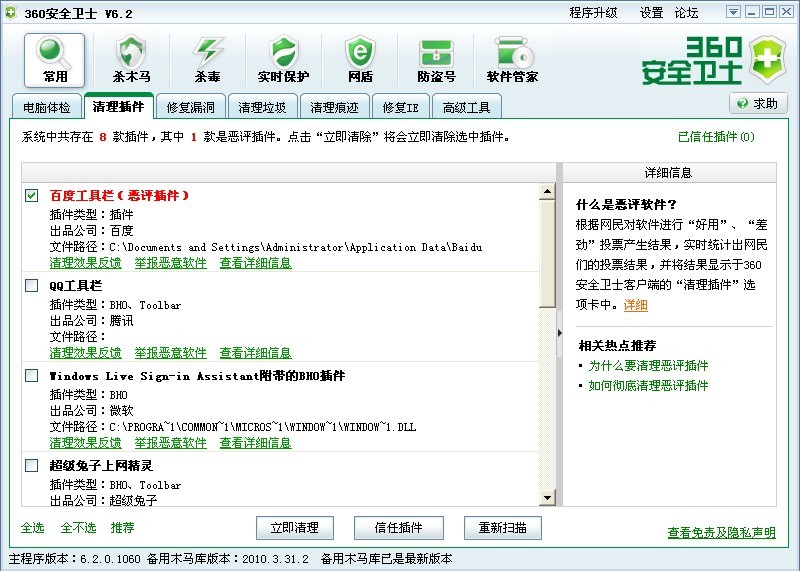 360安全卫士 V6.2
程序升级 设置 论坛
常用 杀木马 杀毒 实时保护 网盾 防盗号 软件管家
360
安全卫士
电脑体检 清理插件 修复漏洞 清理垃圾 清理痕迹 修复IE 高级工具
求助
系统中共存在 8 款插件，其中 1 款是恶评插件。点击“立即清除”将会立即清除选中插件。
已信任插件(0)
百度工具栏（恶评插件）
插件类型：插件
出品公司：百度
文件路径：C:\Documents and Settings\Administrator\Application Data\Baidu
清理效果反馈 举报恶意软件 查看详细信息
QQ工具栏
插件类型：BHO、Toolbar
出品公司：腾讯
文件路径：
清理效果反馈 举报恶意软件 查看详细信息
Windows Live Sign-in Assistant附带的BHO插件
插件类型：BHO
出品公司：微软
文件路径：C:\PROGRA~1\COMMON~1\MICROS~1\WINDOW~1\WINDOW~1.DLL
清理效果反馈 举报恶意软件 查看详细信息
超级兔子上网精灵
插件类型：BHO、Toolbar
出品公司：超级兔子
详细信息
什么是恶评软件？
根据网民对软件进行“好用”、“差
劲”投票产生结果，实时统计出网民
们的投票结果，并将结果显示于360
安全卫士客户端的“清理插件”选
项卡中。详细
相关热点推荐
· 为什么要清理恶评插件
· 如何彻底清理恶评插件
全选 全不选 推荐
立即清理 信任插件 重新扫描
查看免责及隐私声明
主程序版本：6.2.0.1060 备用木马库版本：2010.3.31.2 备用木马库已是最新版本